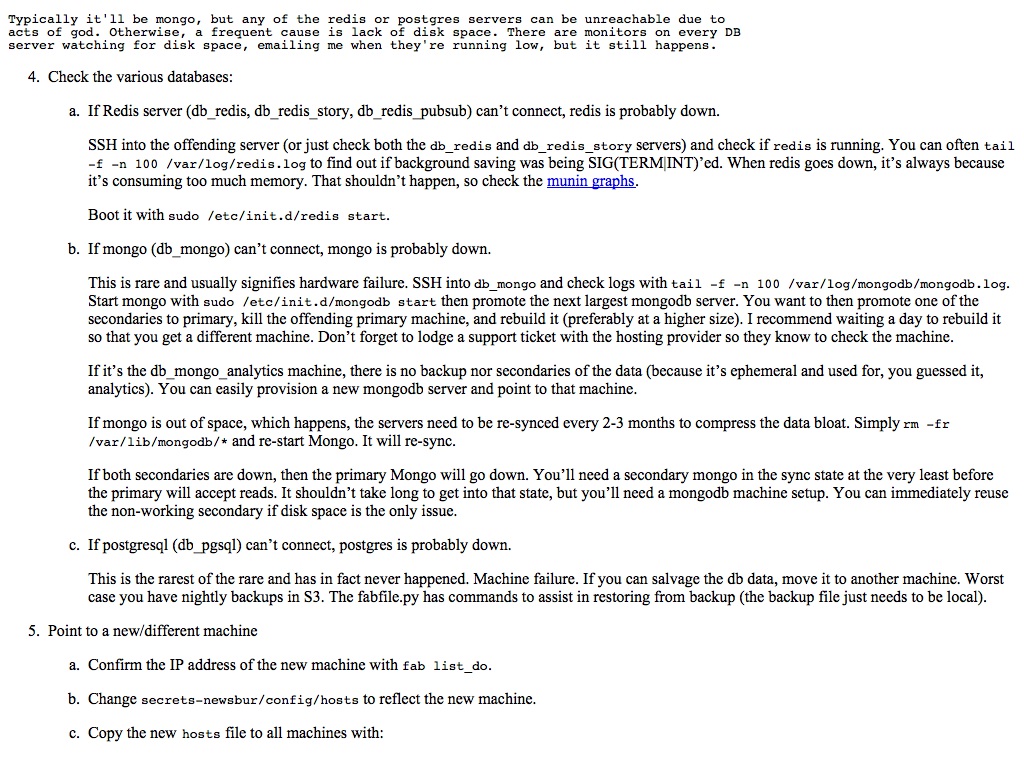 Typically it'll be mongo, but any of the redis or postgres servers can be unreachable due to
acts of god. Otherwise, a frequent cause is lack of disk space. There are monitors on every DB
server watching for disk space, emailing me when they're running low, but it still happens.
4. Check the various databases:
a. If Redis server (db_redis, db_redis_story, db_redis_pubsub) can't connect, redis is probably down.
SSH into the offending server (or just check both the db_redis and db_redis_story servers) and check if redis is running. You can often tail
-f -n 100 /var/log/redis.log to find out if background saving was being SIG(TERM|INT)'ed. When redis goes down, it's always because
it's consuming too much memory. That shouldn't happen, so check the munin graphs.
Boot it with sudo /etc/init.d/redis start.
b. If mongo (db_mongo) can't connect, mongo is probably down.
This is rare and usually signifies hardware failure. SSH into db_mongo and check logs with tail -f -n 100 /var/log/mongodb/mongodb.log.
Start mongo with sudo /etc/init.d/mongodb start then promote the next largest mongodb server. You want to then promote one of the
secondaries to primary, kill the offending primary machine, and rebuild it (preferably at a higher size). I recommend waiting a day to rebuild it
so that you get a different machine. Don't forget to lodge a support ticket with the hosting provider so they know to check the machine.
If it's the db_mongo_analytics machine, there is no backup nor secondaries of the data (because it's ephemeral and used for, you guessed it,
analytics). You can easily provision a new mongodb server and point to that machine.
If mongo is out of space, which happens, the servers need to be re-synced every 2-3 months to compress the data bloat. Simply rm -fr
/var/lib/mongodb/* and re-start Mongo. It will re-sync.
If both secondaries are down, then the primary Mongo will go down. You'll need a secondary mongo in the sync state at the very least before
the primary will accept reads. It shouldn't take long to get into that state, but you'll need a mongodb machine setup. You can immediately reuse
the non-working secondary if disk space is the only issue.
c. If postgresql (db_pgsql) can't connect, postgres is probably down.
This is the rarest of the rare and has in fact never happened. Machine failure. If you can salvage the db data, move it to another machine. Worst
case you have nightly backups in S3. The fabfile.py has commands to assist in restoring from backup (the backup file just needs to be local).
5. Point to a new/different machine
a. Confirm the IP address of the new machine with fab list_do.
b. Change secrets-newsbur/config/hosts to reflect the new machine.
c. Copy the new hosts file to all machines with: